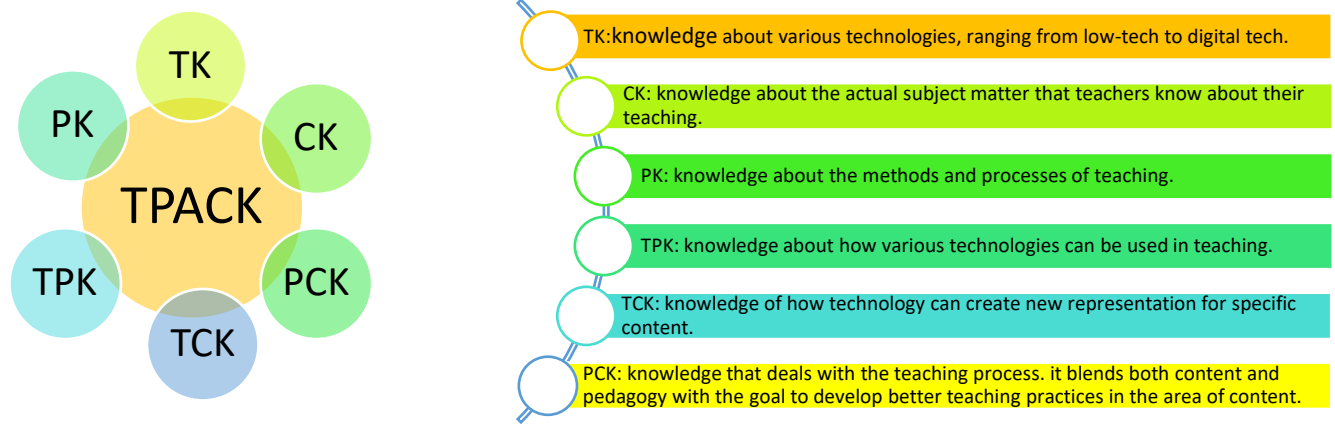 TK
PK
CK
TPACK
TPK
PCK
TCK
TK:knowledge about various technologies, ranging from low-tech to digital tech.
CK: knowledge about the actual subject matter that teachers know about their
teaching.
PK: knowledge about the methods and processes of teaching.
TPK: knowledge about how various technologies can be used in teaching.
TCK: knowledge of how technology can create new representation for specific
content.
PCK: knowledge that deals with the teaching process. it blends both content and
pedagogy with the goal to develop better teaching practices in the area of content.